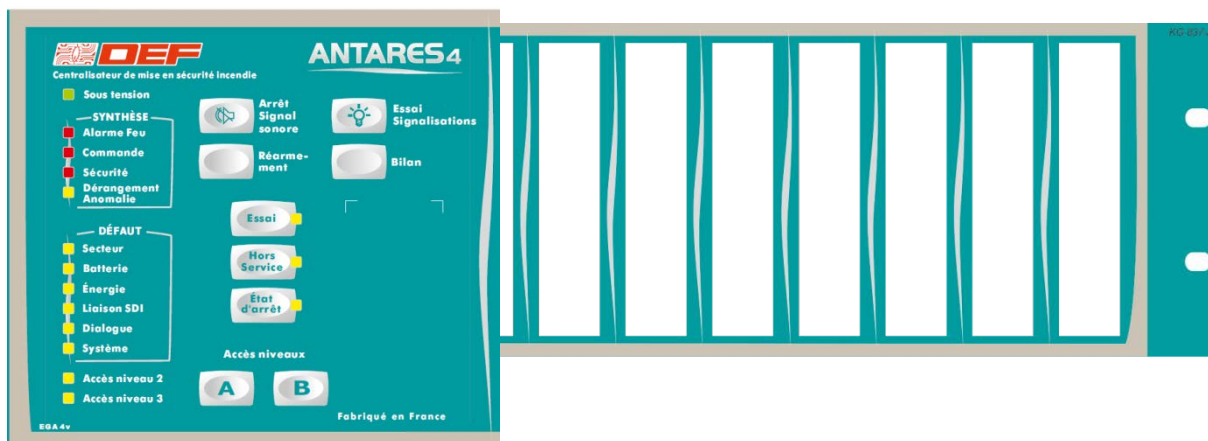 DEF
ANTARES4
Centralisateur de mise en sécurité incendie
Sous tension
SYNTHÈSE
Alarme Feu
Commande
Sécurité
Dérangement
Anomalie
DÉFAUT
Secteur
Batterie
Énergie
Liaison SDI
Dialogue
Système
Accès niveau 2
Accès niveau 3
EGA 4v
Arrêt
Signal
sonore
Essai
Signalisations
Réarme-
ment
Bilan
Essai
Hors
Service
État
d'arrêt
Accès niveaux
A
B
Fabriqué en France